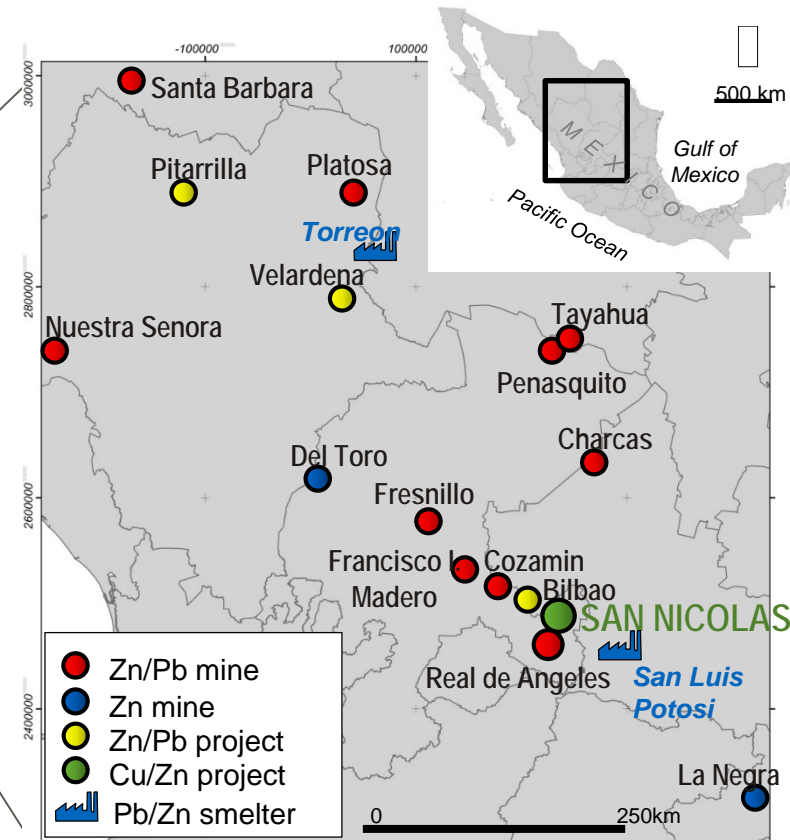 -100000
100000
3000000
2800000
2600000
2400000
500 km
MEXICO
Gulf of
Mexico
Pacific Ocean
Santa Barbara
Pitarrilla
Platosa
Torreon
Velardena
Nuestra Senora
Tayahua
Penasquito
Charcas
Del Toro
Fresnillo
Francisco I. Cozamin
Madero
Bilbao
SAN NICOLAS
Real de Angeles
San Luis
Potosi
La Negra
Zn/Pb mine
Zn mine
Zn/Pb project
Cu/Zn project
Pb/Zn smelter
0
250km